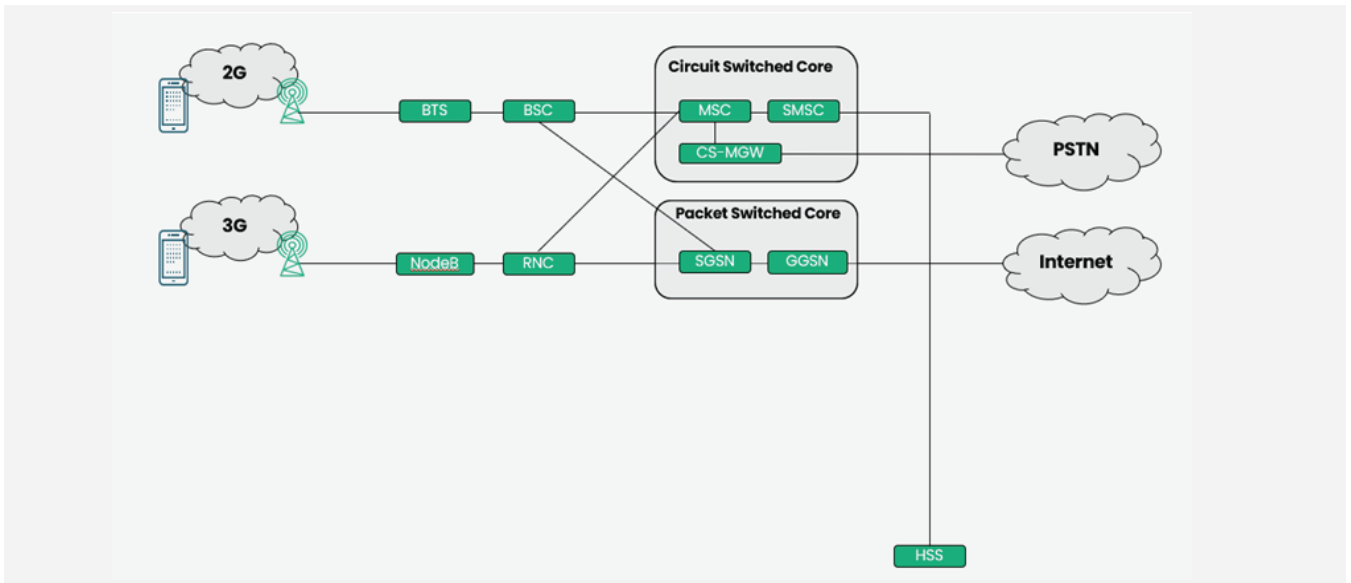 2G
Circuit Switched Core
BTS
BSC
MSC
SMSC
CS-MGW
PSTN
3G
Packet Switched Core
NodeB
RNC
SGSN
GGSN
Internet
HSS